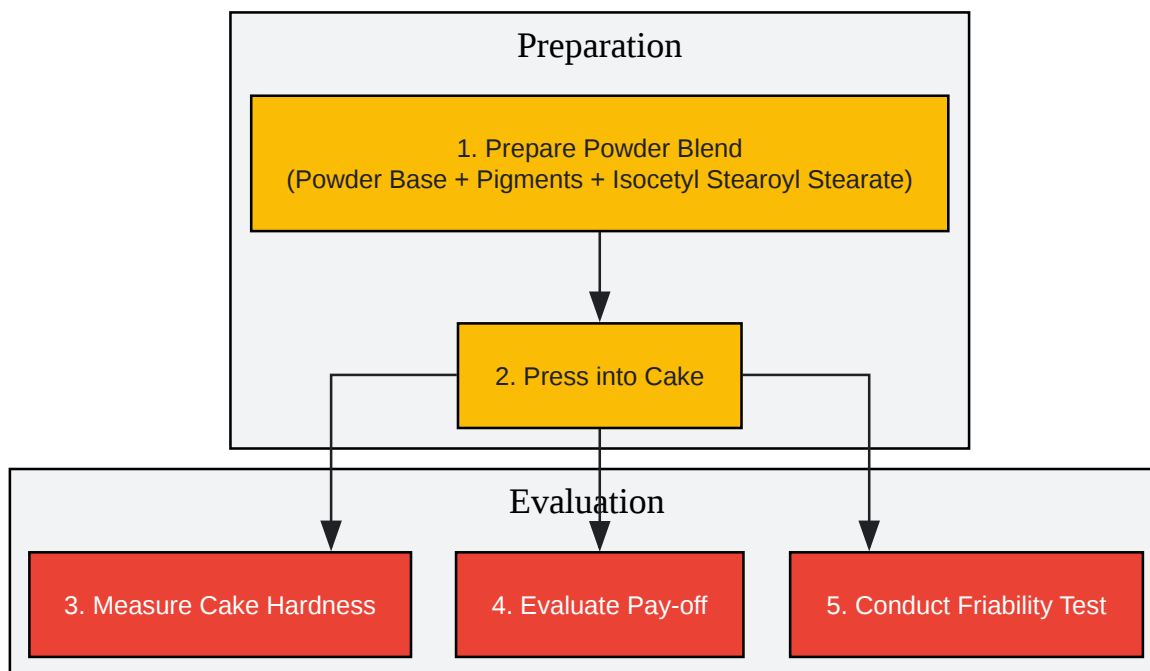 Preparation
1. Prepare Powder Blend
(Powder Base + Pigments + Isocetyl Stearoyl Stearate)
2. Press into Cake
Evaluation
3. Measure Cake Hardness
4. Evaluate Pay-off
5. Conduct Friability Test